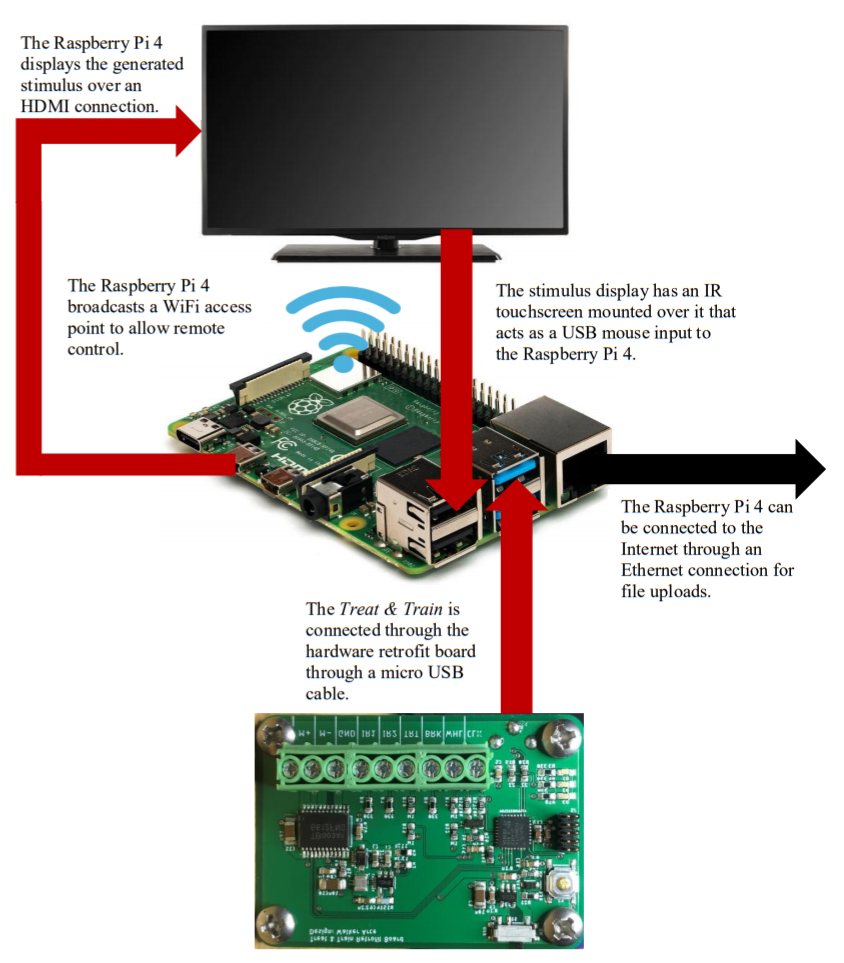 The Raspberry Pi 4
displays the generated
stimulus over an
HDMI connection.
The Raspberry Pi 4
broadcasts a WiFi access
point to allow remote
control.
The stimulus display has an IR
touchscreen mounted over it that
acts as a USB mouse input to
the Raspberry Pi 4.
HDMI
The Raspberry Pi 4 can
be connected to the
Internet through an
Ethernet connection for
file uploads.
The Treat & Train is
connected through the
hardware retrofit board
through a micro USB
cable.
M+ M- GND IR1 IR2 TRT BRK WHL CLK
Design: Walker Arce
Treat & Train Retrofit Board